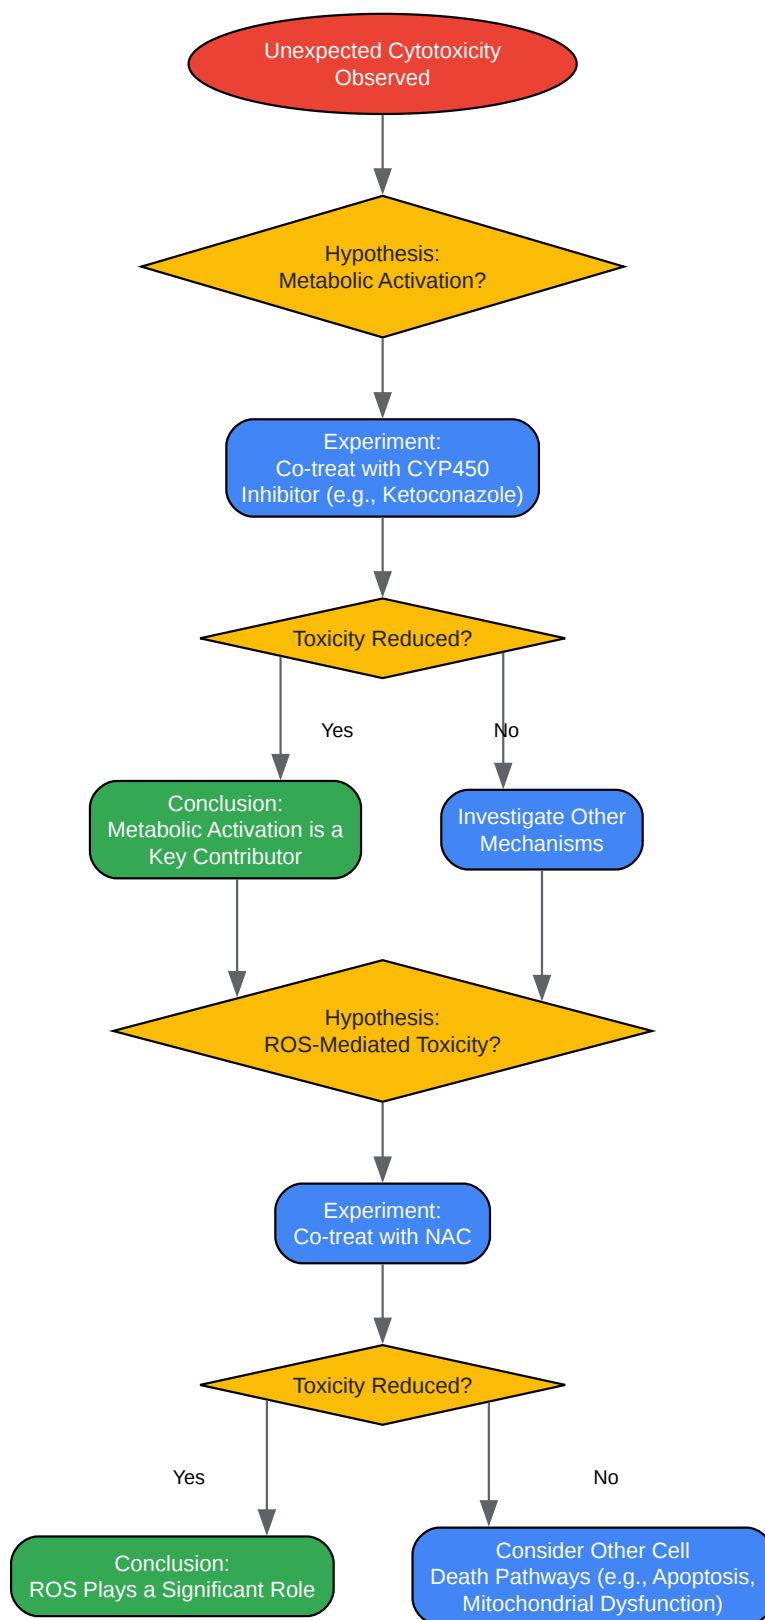 Unexpected Cytotoxicity
Observed
Hypothesis:
Metabolic Activation?
Experiment:
Co-treat with CYP450
Inhibitor (e.g., Ketoconazole)
Toxicity Reduced?
Yes
No
Conclusion:
Metabolic Activation is a
Key Contributor
Investigate Other
Mechanisms
Hypothesis:
ROS-Mediated Toxicity?
Experiment:
Co-treat with NAC
Toxicity Reduced?
Yes
No
Conclusion:
ROS Plays a Significant Role
Consider Other Cell
Death Pathways (e.g., Apoptosis,
Mitochondrial Dysfunction)